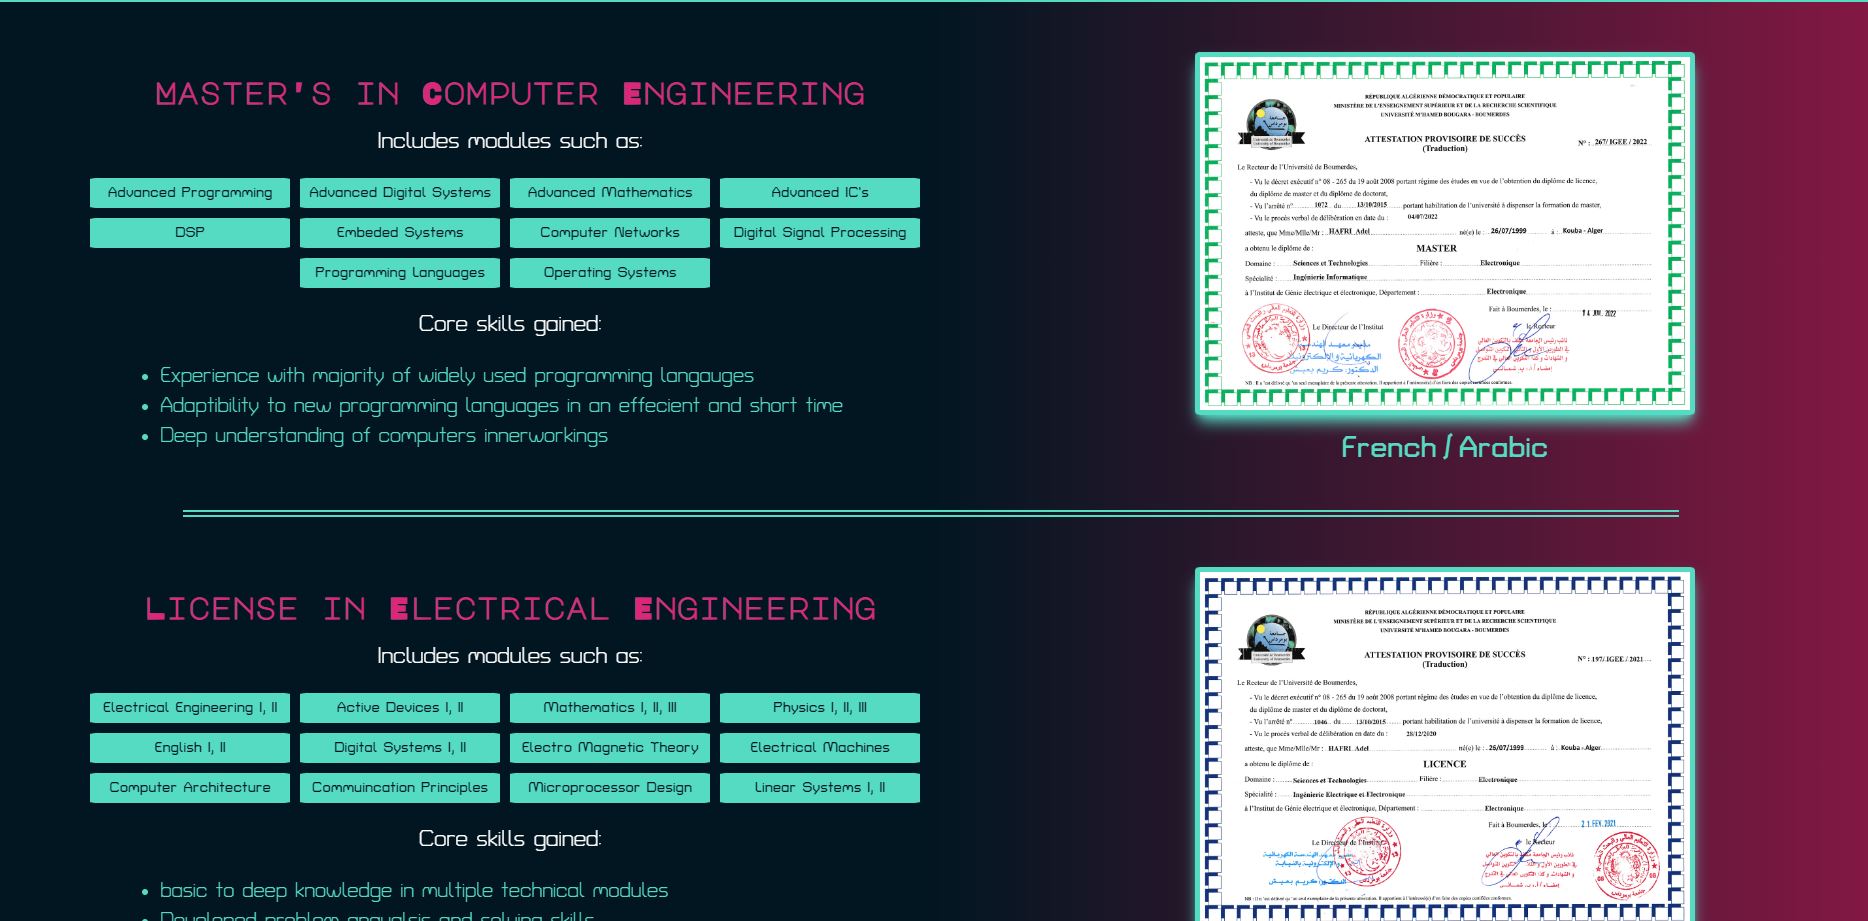 Master's in Computer Engineering
Includes modules such as:
Advanced Programming
Advanced Digital Systems
Advanced Mathematics
Advanced IC's
DSP
Embeded Systems
Computer Networks
Digital Signal Processing
Programming Languages
Operating Systems
Core skills gained:
Experience with majority of widely used programming langauges
Adaptibility to new programming languages in an effecient and short time
Deep understanding of computers innerworkings
RÉPUBLIQUE ALGÉRIENNE DÉMOCRATIQUE ET POPULAIRE
MINISTÈRE DE L'ENSEIGNEMENT SUPÉRIEUR ET DE LA RECHERCHE SCIENTIFIQUE
UNIVERSITÉ M'HAMED BOUGARA - BOUMERDES
ATTESTATION PROVISOIRE DE SUCCÈS
(Traduction)
N° : 267/ IGEE / 2022
Le Recteur de l'Université de Boumerdes,
- Vu le décret exécutif n° 08 - 265 du 19 août 2008 portant régime des études en vue de l'obtention du diplôme de licence,
du diplôme de master et du diplôme de doctorat,
- Vu l'arrêté n° 1072 du 13/10/2015 portant habilitation de l'université à dispenser la formation de master,
- Vu le procès verbal de délibération en date du : 04/07/2022
atteste, que Mme/Mlle/Mr : HAFRI Adel né(e) le : 26/07/1999 à : Kouba - Alger
a obtenu le diplôme de : MASTER
Domaine : Sciences et Technologies Filière : Electronique
Spécialité : Ingénierie Informatique
à l'Institut de Génie électrique et électronique, Département : Electronique
Fait à Boumerdes, le : 14 JUIL. 2022
Le Directeur de l'Institut
le Recteur
French / Arabic
License in Electrical Engineering
Includes modules such as:
Electrical Engineering I, II
Active Devices I, II
Mathematics I, II, III
Physics I, II, III
English I, II
Digital Systems I, II
Electro Magnetic Theory
Electrical Machines
Computer Architecture
Commuincation Principles
Microprocessor Design
Linear Systems I, II
Core skills gained:
basic to deep knowledge in multiple technical modules
RÉPUBLIQUE ALGÉRIENNE DÉMOCRATIQUE ET POPULAIRE
MINISTÈRE DE L'ENSEIGNEMENT SUPÉRIEUR ET DE LA RECHERCHE SCIENTIFIQUE
UNIVERSITÉ M'HAMED BOUGARA - BOUMERDES
ATTESTATION PROVISOIRE DE SUCCÈS
(Traduction)
N° : 197/ IGEE / 2021
Le Recteur de l'Université de Boumerdes,
- Vu le décret exécutif n° 08 - 265 du 19 août 2008 portant régime des études en vue de l'obtention du diplôme de licence,
du diplôme de master et du diplôme de doctorat,
- Vu l'arrêté n° 1046 du 13/10/2015 portant habilitation de l'université à dispenser la formation de licence,
- Vu le procès verbal de délibération en date du : 28/12/2020
atteste, que Mme/Mlle/Mr : HAFRI Adel né(e) le : 26/07/1999 à : Kouba - Alger
a obtenu le diplôme de : LICENCE
Domaine : Sciences et Technologies Filière : Electronique
Spécialité : Ingénierie Electrique et Electronique
à l'Institut de Génie électrique et électronique, Département : Electronique
Fait à Boumerdes, le : 21 FEV. 2021
Le Directeur de l'Institut
le Recteur